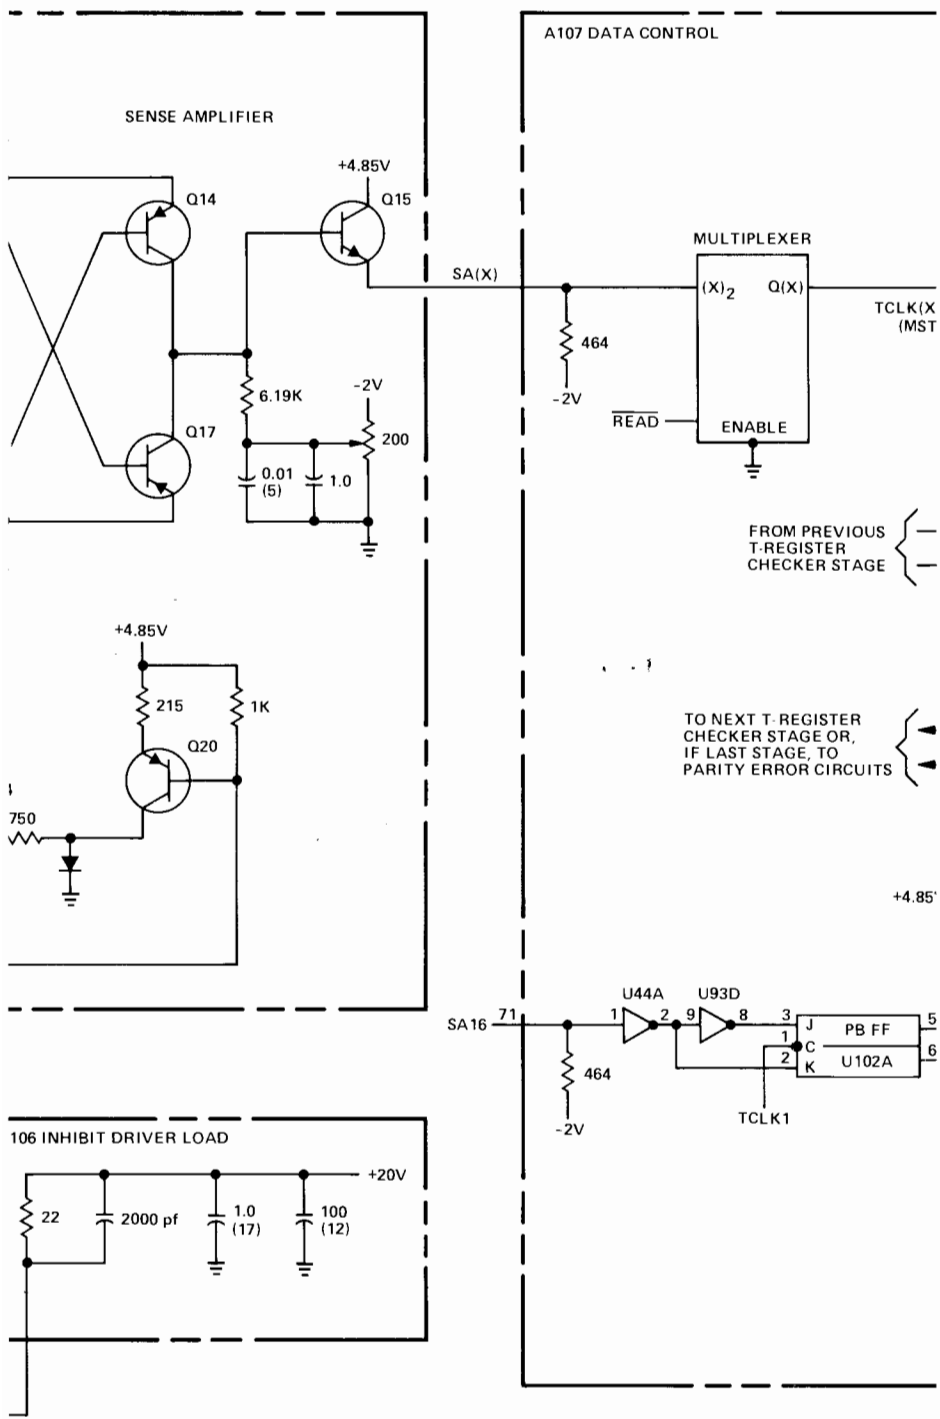 A107 DATA CONTROL
SENSE AMPLIFIER
+4.85V
Q14
Q15
MULTIPLEXER
SA(X)
(X)2 Q(X)
TCLK(X
(MST
464
-2V
6.19K
-2V
READ
ENABLE
Q17
200
0.01
(5)
1.0
FROM PREVIOUS
T-REGISTER
CHECKER STAGE
+4.85V
215
1K
Q20
TO NEXT T-REGISTER
CHECKER STAGE OR,
IF LAST STAGE, TO
PARITY ERROR CIRCUITS
750
+4.85
U44A U93D
SA16 71 1 2 9 8 3 J PB FF 5
1 C
2 K U102A 6
464
TCLK1
-2V
106 INHIBIT DRIVER LOAD
+20V
22
2000 pf
1.0
(17)
100
(12)